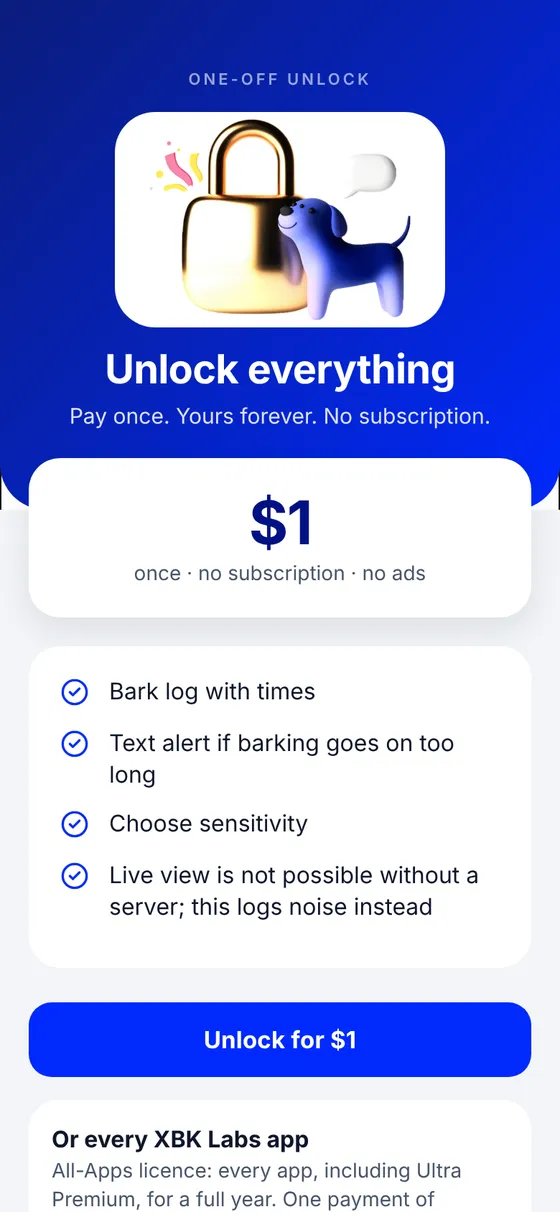 ONE-OFF UNLOCK
Unlock everything
Pay once. Yours forever. No subscription.
$1
once · no subscription · no ads
Bark log with times
Text alert if barking goes on too
long
Choose sensitivity
Live view is not possible without a
server; this logs noise instead
Unlock for $1
Or every XBK Labs app
All-Apps licence: every app, including Ultra
Premium, for a full year. One payment of